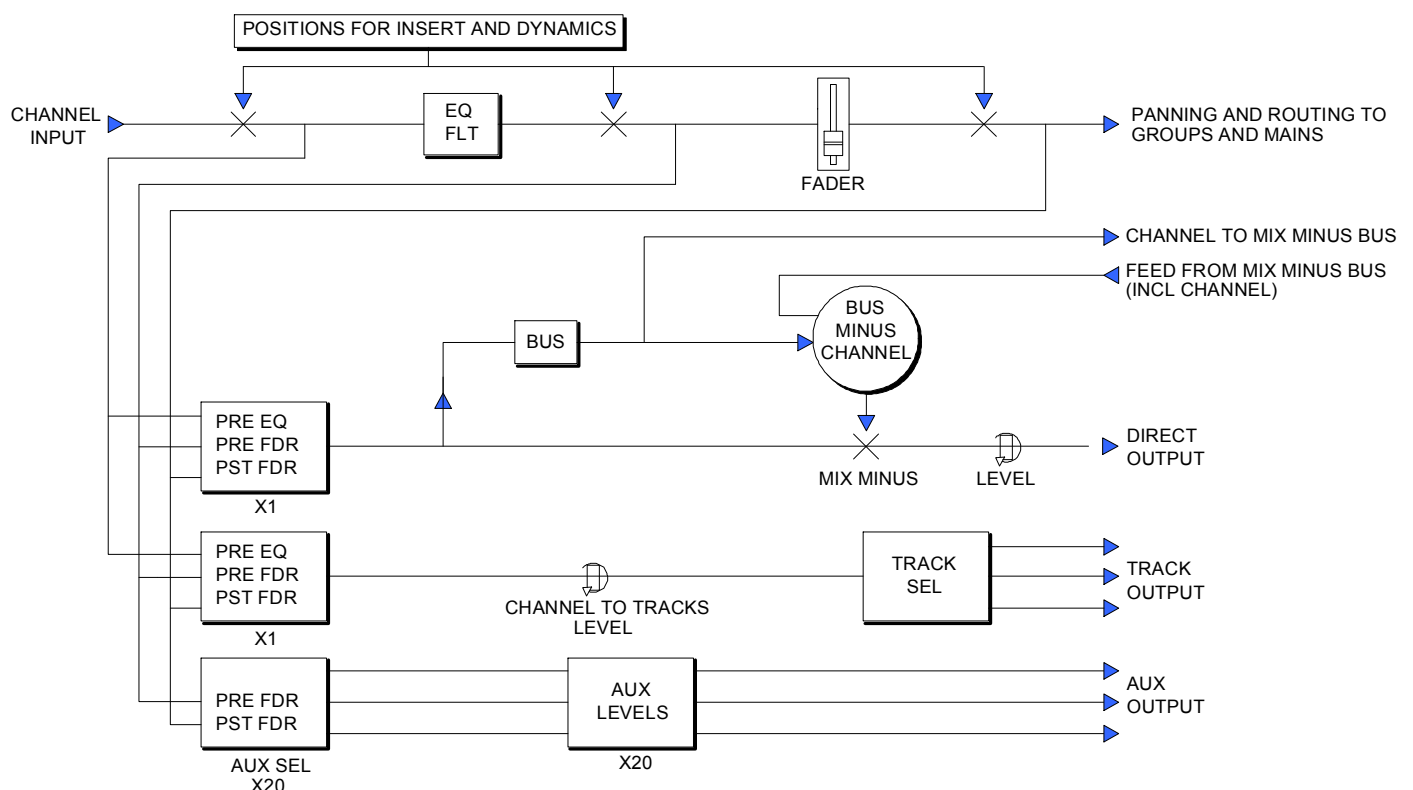 POSITIONS FOR INSERT AND DYNAMICS
CHANNEL
INPUT
EQ
FLT
FADER
PANNING AND ROUTING TO
GROUPS AND MAINS
CHANNEL TO MIX MINUS BUS
FEED FROM MIX MINUS BUS
(INCL CHANNEL)
BUS
BUS
MINUS
CHANNEL
PRE EQ
PRE FDR
PST FDR
X1
MIX MINUS
LEVEL
DIRECT
OUTPUT
PRE EQ
PRE FDR
PST FDR
X1
CHANNEL TO TRACKS
LEVEL
TRACK
SEL
TRACK
OUTPUT
PRE FDR
PST FDR
AUX SEL
X20
AUX
LEVELS
X20
AUX
OUTPUT